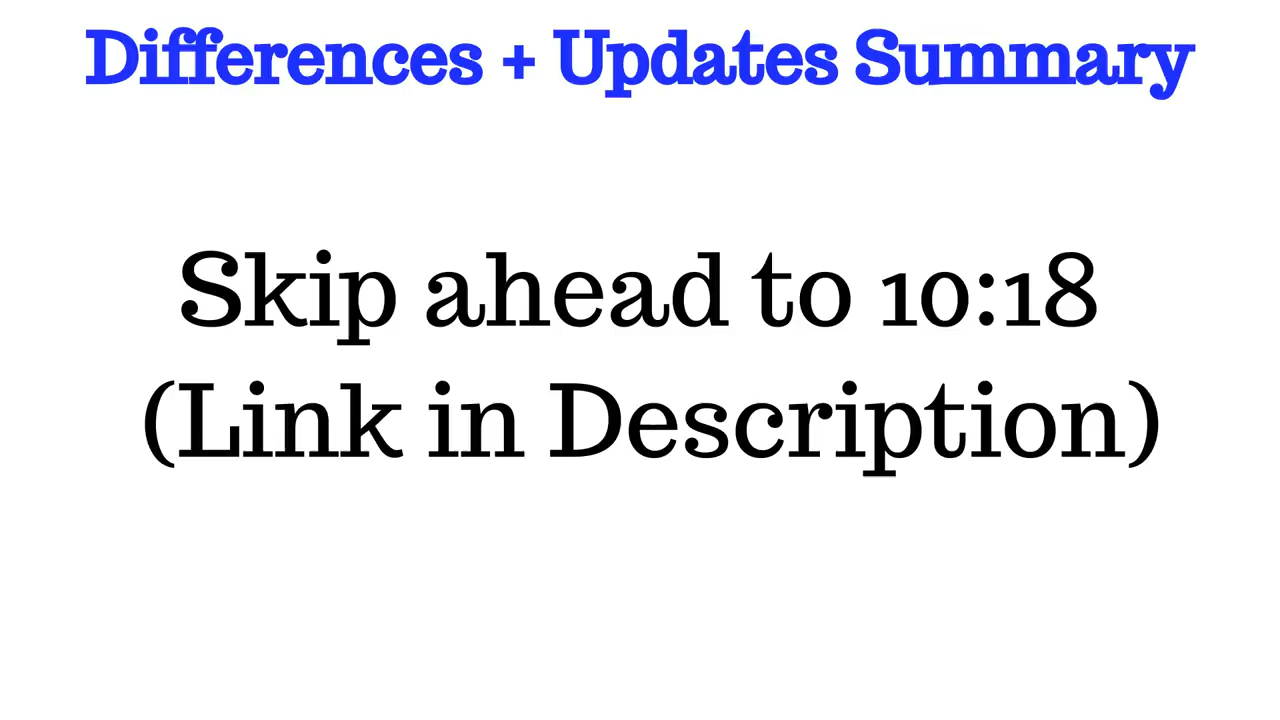 Differences + Updates Summary
Skip ahead to 10:18
(Link in Description)